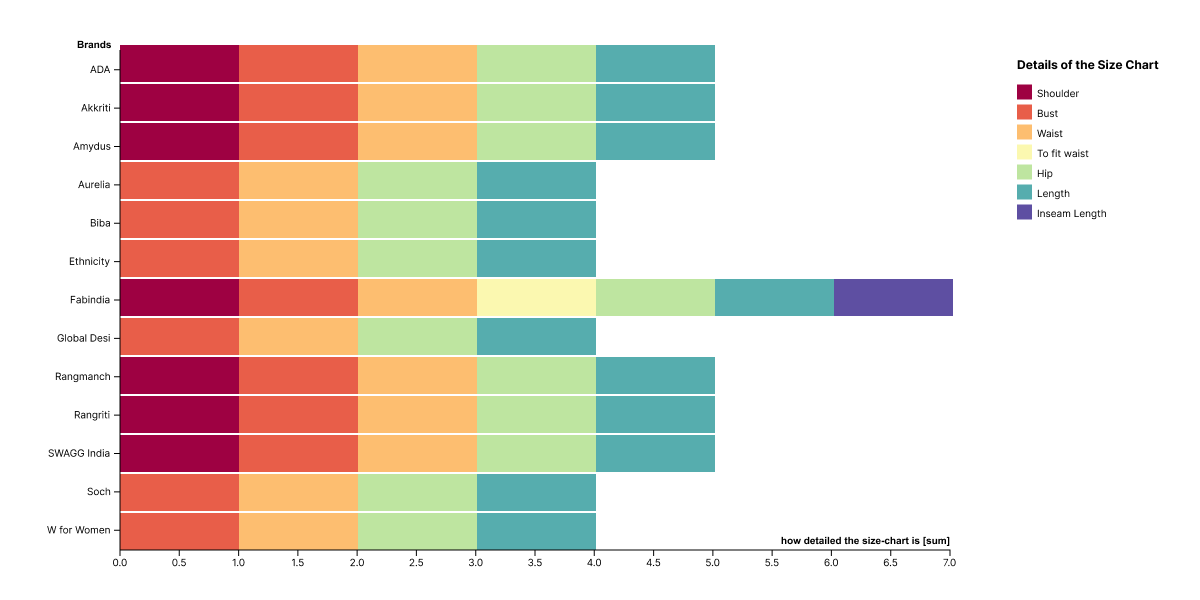 Brands
ADA
Akkriti
Amydus
Aurelia
Biba
Ethnicity
Fabindia
Global Desi
Rangmanch
Rangriti
SWAGG India
Soch
W for Women
how detailed the size-chart is [sum]
0.0 0.5 1.0 1.5 2.0 2.5 3.0 3.5 4.0 4.5 5.0 5.5 6.0 6.5 7.0
Details of the Size Chart
Shoulder
Bust
Waist
To fit waist
Hip
Length
Inseam Length